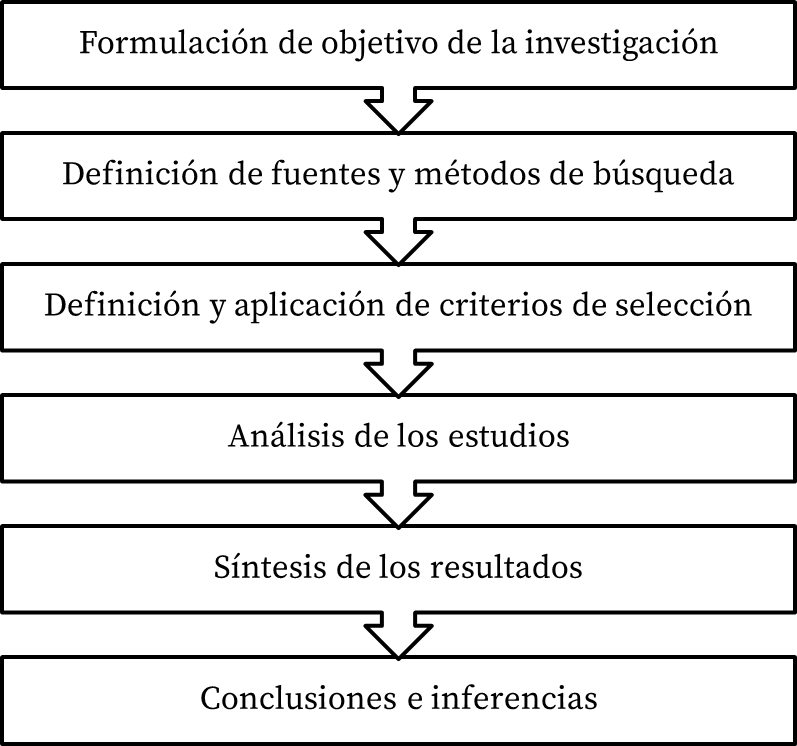 Formulación de objetivo de la investigación
Definición de fuentes y métodos de búsqueda
Definición y aplicación de criterios de selección
Análisis de los estudios
Síntesis de los resultados
Conclusiones e inferencias